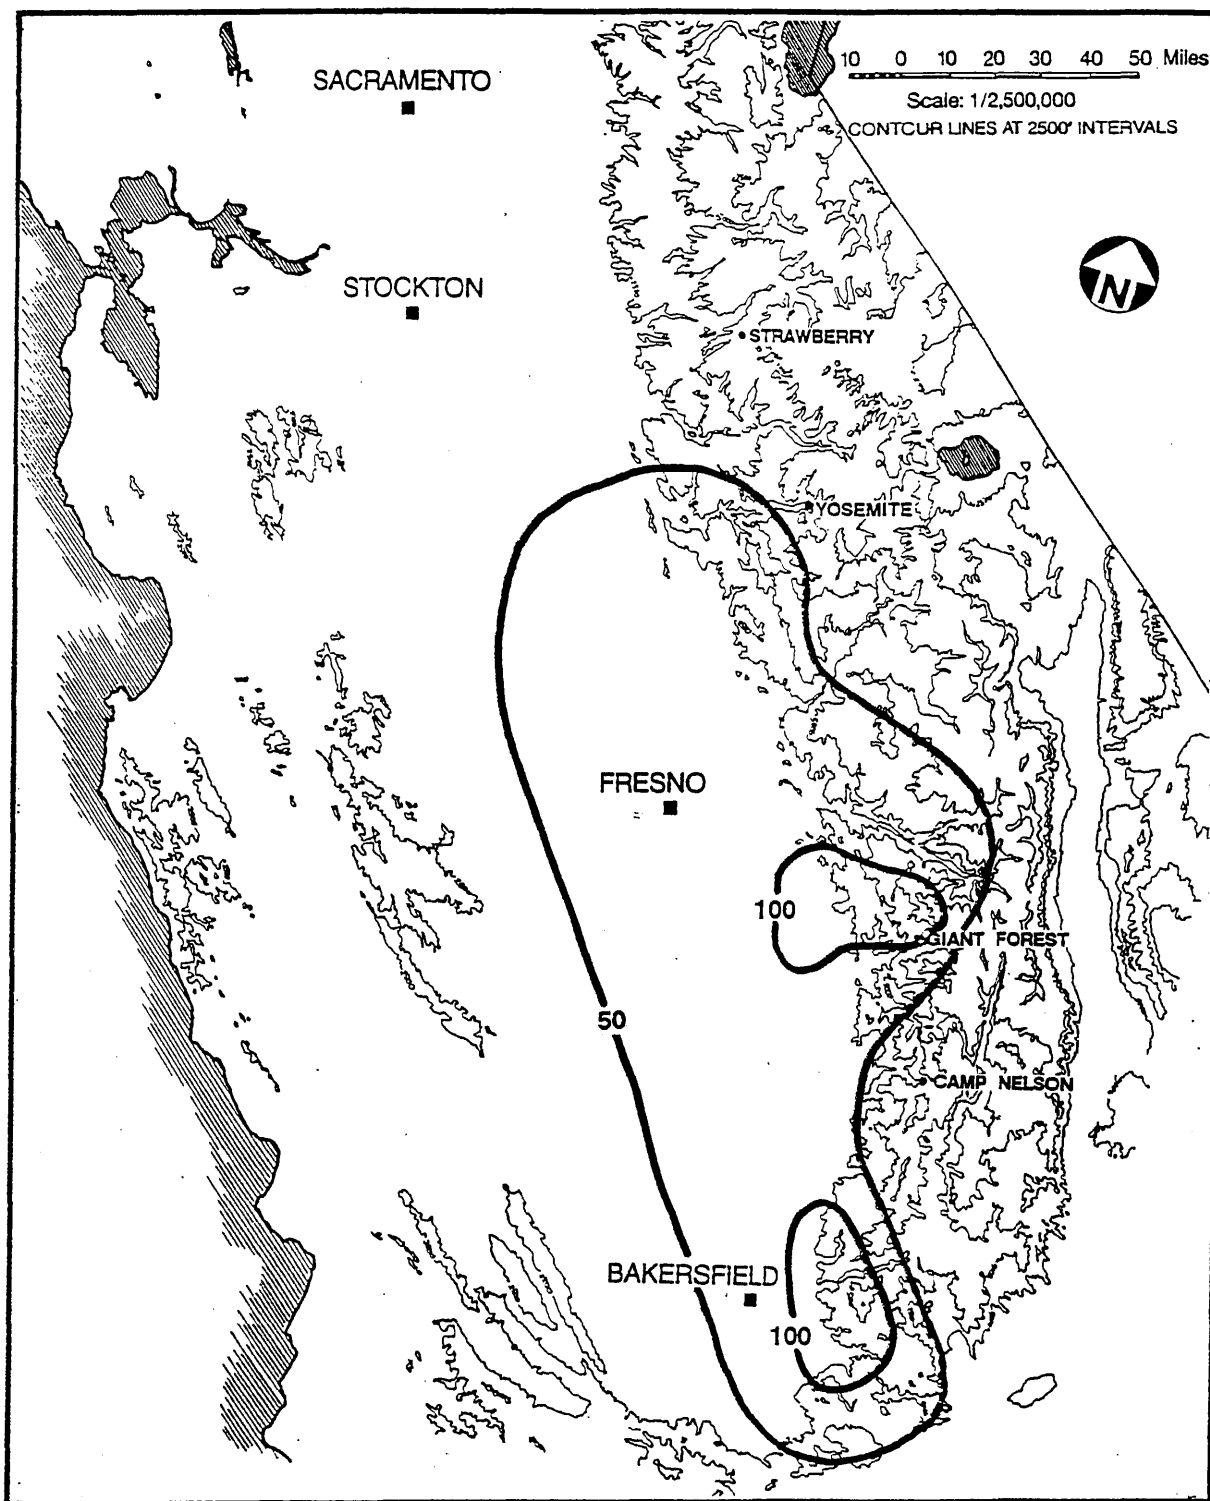 10 0 10 20 30 40 50 Miles
Scale: 1/2,500,000
CONTCUR LINES AT 2500' INTERVALS
SACRAMENTO
N
STOCKTON
STRAWBERRY
YOSEMITE
FRESNO
100
GIANT FOREST
50
CAMP NELSON
BAKERSFIELD
100